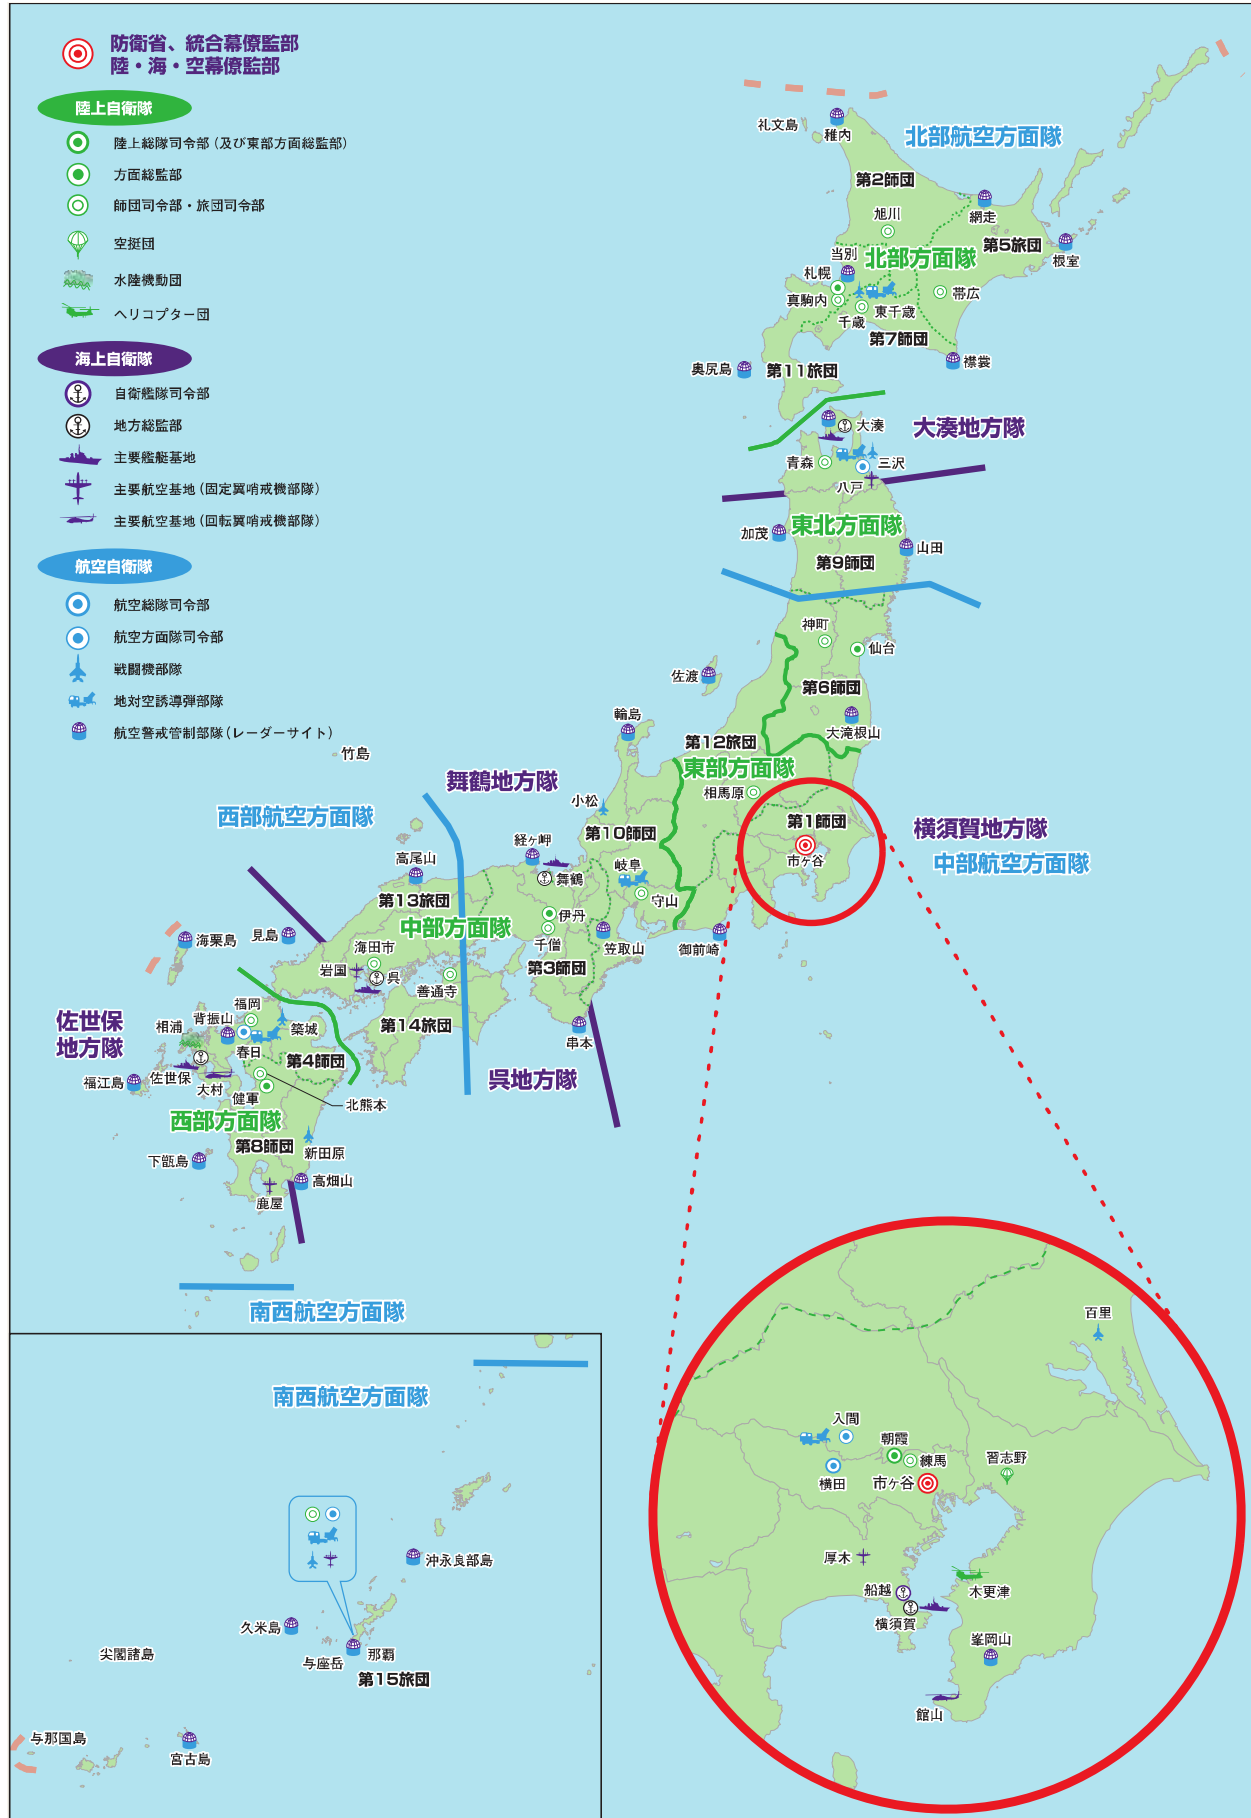 防衛省、統合幕僚監部
陸・海・空幕僚監部
陸上自衛隊
陸上総隊司令部（及び東部方面総監部）
方面総監部
師団司令部・旅団司令部
空挺団
水陸機動団
ヘリコプター団
海上自衛隊
自衛艦隊司令部
地方総監部
主要艦艇基地
主要航空基地（固定翼哨戒機部隊）
主要航空基地（回転翼哨戒機部隊）
航空自衛隊
航空総隊司令部
航空方面隊司令部
戦闘機部隊
地対空誘導弾部隊
航空警戒管制部隊（レーダーサイト）
礼文島
稚内
北部航空方面隊
第2師団
旭川
網走
第5旅団
根室
当別
北部方面隊
札幌
真駒内
帯広
千歳
東千歳
第7師団
襟裳
奥尻島
第11旅団
大湊
大湊地方隊
青森
三沢
八戸
東北方面隊
加茂
山田
第9師団
神町
仙台
佐渡
第6師団
輪島
大滝根山
第12旅団
東部方面隊
竹島
舞鶴地方隊
相馬原
小松
西部航空方面隊
第10師団
第1師団
横須賀地方隊
経ヶ岬
市ヶ谷
中部航空方面隊
高尾山
岐阜
舞鶴
第13旅団
守山
中部方面隊
伊丹
海栗島
見島
千僧
笠取山
御前崎
海田市
岩国
呉
第3師団
善通寺
福岡
佐世保
地方隊
背振山
相浦
築城
第14旅団
串本
春日
第4師団
佐世保
呉地方隊
福江島
大村
健軍
北熊本
西部方面隊
第8師団
新田原
下甑島
高畑山
鹿屋
南西航空方面隊
南西航空方面隊
沖永良部島
久米島
尖閣諸島
与座岳
那覇
第15旅団
与那国島
宮古島
百里
入間
朝霞
練馬
習志野
横田
市ヶ谷
厚木
船越
木更津
横須賀
峯岡山
館山